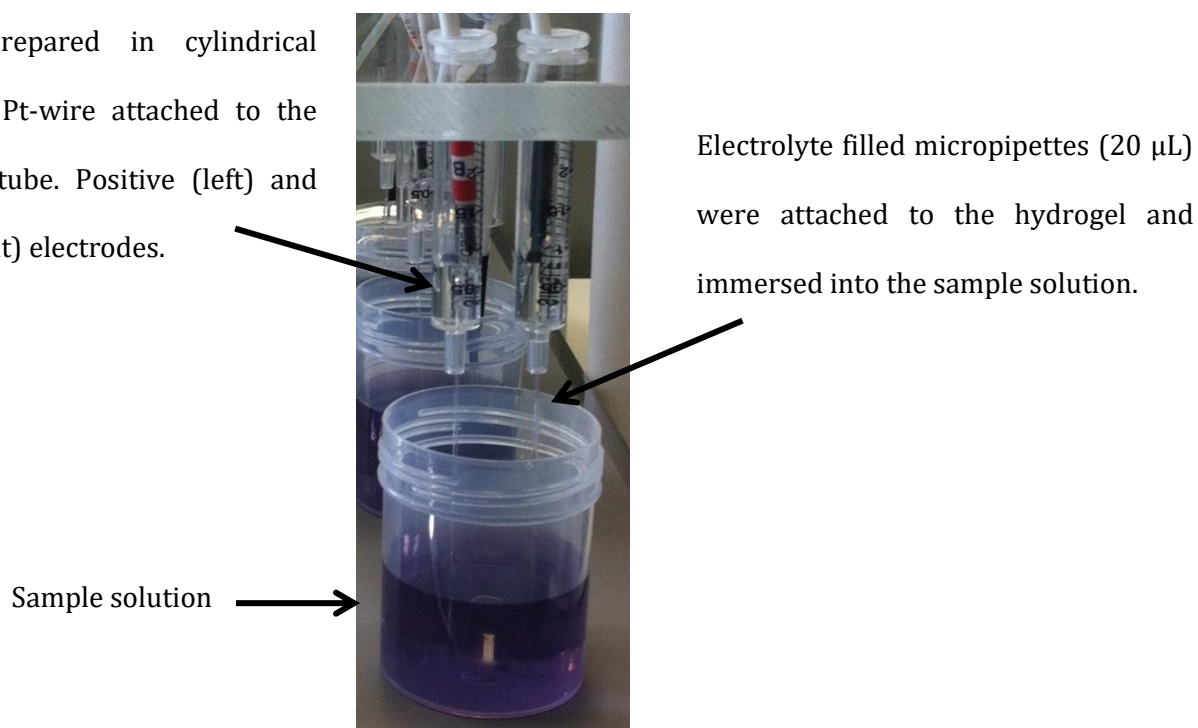 repared in cylindrical
Pt-wire attached to the
tube. Positive (left) and
t) electrodes.
Electrolyte filled micropipettes (20 µL)
were attached to the hydrogel and
immersed into the sample solution.
Sample solution
B